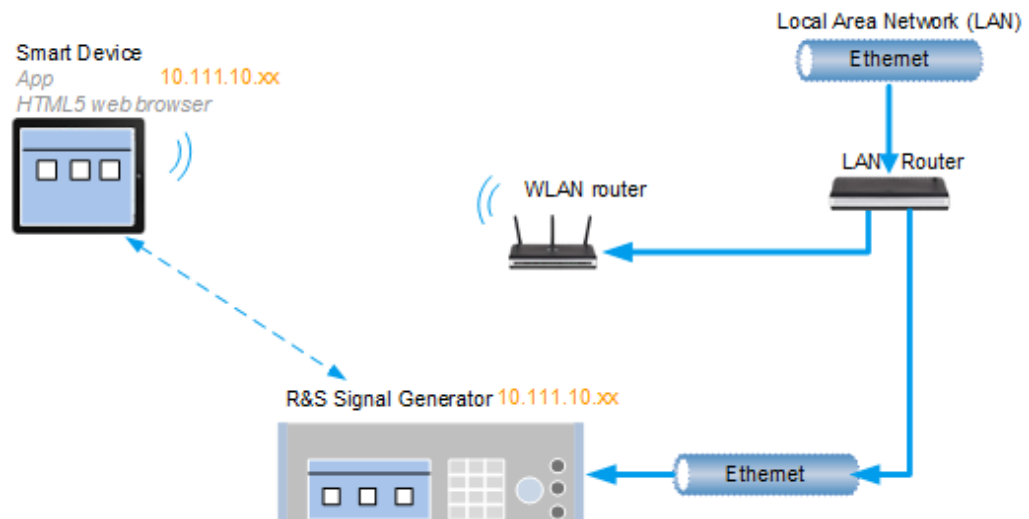 Local Area Network (LAN)
Ethernet
Smart Device
App 10.111.10.xx
HTML5 web browser
LAN Router
WLAN router
R&S Signal Generator 10.111.10.xx
Ethernet